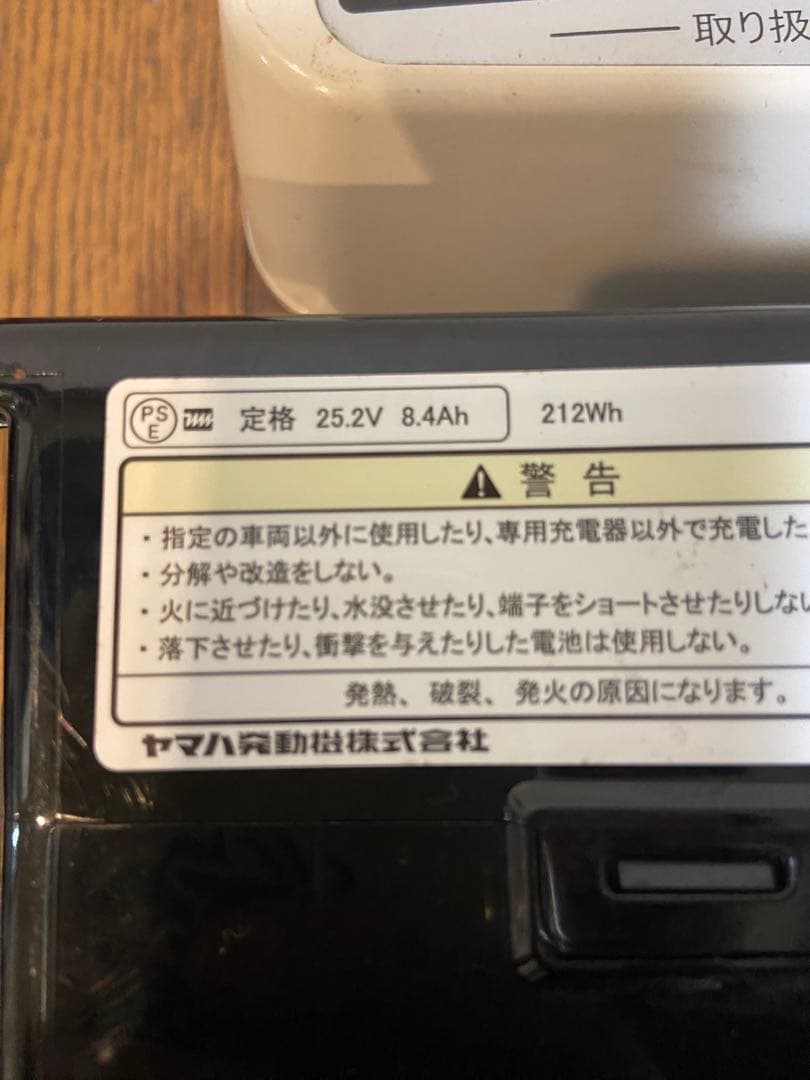 取り扱
PS
E
定格 25.2V 8.4Ah 212Wh
警告
・指定の車両以外に使用したり、専用充電器以外で充電した
・分解や改造をしない。
・火に近づけたり、水没させたり、端子をショートさせたりしな
・落下させたり、衝撃を与えたりした電池は使用しない。
発熱、破裂、発火の原因になります。
ヤマハ発動機株式会社